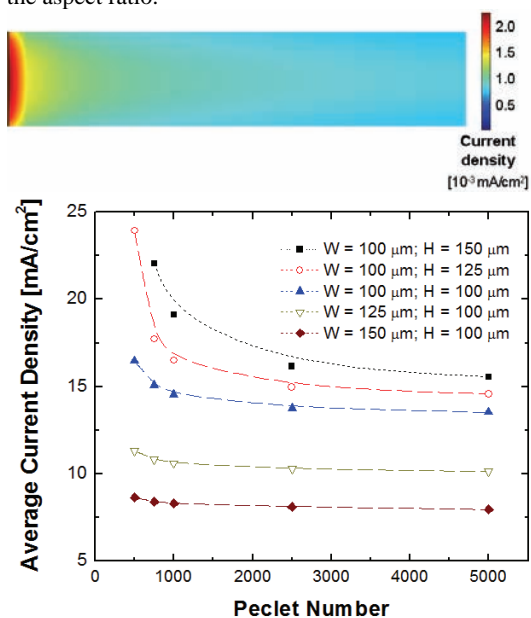 the aspect ratio.
2.0
1.5
1.0
0.5
Current
density
[10-3 mA/cm2]
25
20
15
10
5
Average Current Density [mA/cm2]
W = 100 μm; H = 150 μm
W = 100 μm; H = 125 μm
W = 100 μm; H = 100 μm
W = 125 μm; H = 100 μm
W = 150 μm; H = 100 μm
0 1000 2000 3000 4000 5000
Peclet Number